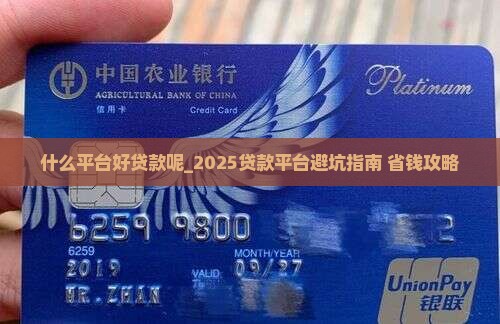 中国农业银行
AGRICULTURAL BANK OF CHINA
信用卡
Credit Card
Platinum
什么平台好贷款呢_2025贷款平台避坑指南 省钱攻略
6259 9800
6259
MONTH/YEAR
2019
VALID
09/27
MR.ZHAN
UnionPay
银联